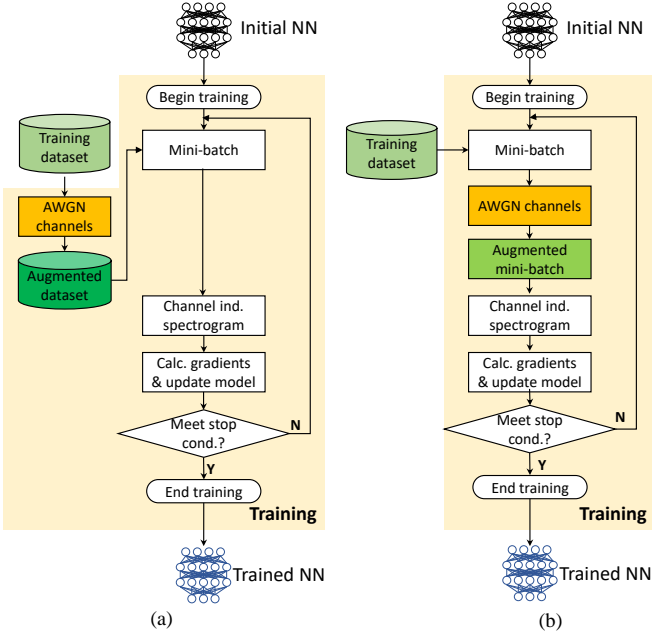 Initial NN
Begin training
Training
dataset
Mini-batch
AWGN
channels
Augmented
dataset
Channel ind.
spectrogram
Calc. gradients
& update model
Meet stop
cond.?
N
Y
End training
Training
Trained NN
(a)
Initial NN
Begin training
Training
dataset
Mini-batch
AWGN channels
Augmented
mini-batch
Channel ind.
spectrogram
Calc. gradients
& update model
Meet stop
cond.?
N
Y
End training
Training
Trained NN
(b)